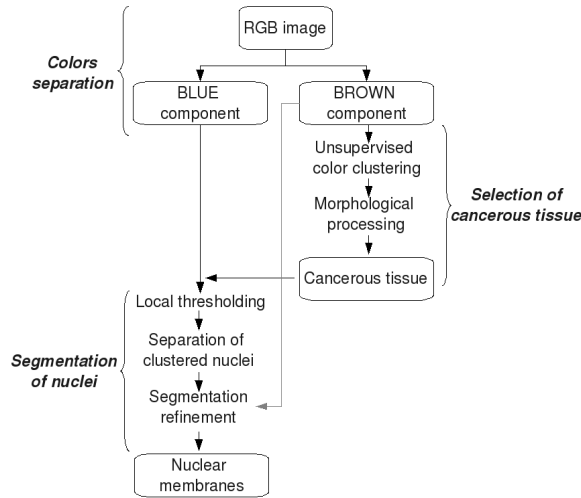 RGB image
Colors
separation
BLUE
component
BROWN
component
Unsupervised
color clustering
Morphological
processing
Selection of
cancerous tissue
Cancerous tissue
Local thresholding
Separation of
clustered nuclei
Segmentation
of nuclei
Segmentation
refinement
Nuclear
membranes